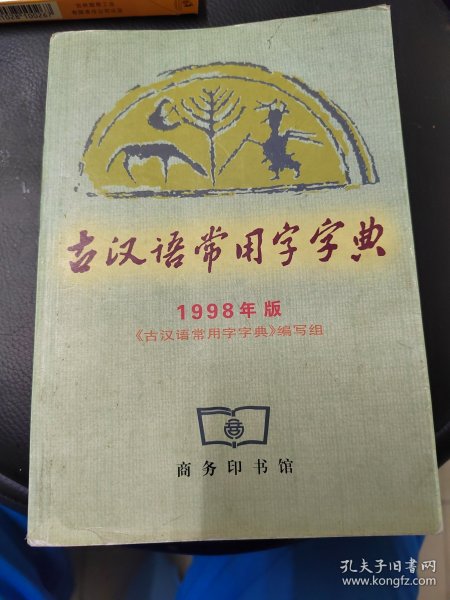 古汉语常用字字典
1998年版
《古汉语常用字字典》编写组
商务印书馆
孔夫子旧书网
www.kongfz.com